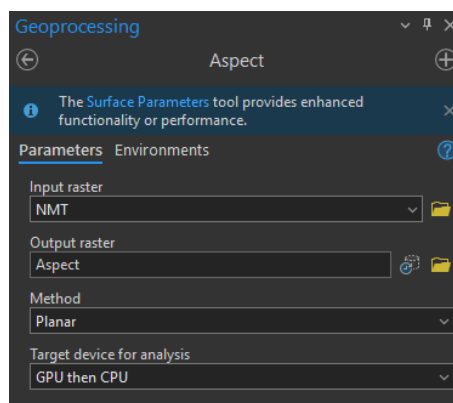 Geoprocessing
Aspect
The Surface Parameters tool provides enhanced
functionality or performance.
Parameters Environments
Input raster
NMT
Output raster
Aspect
Method
Planar
Target device for analysis
GPU then CPU